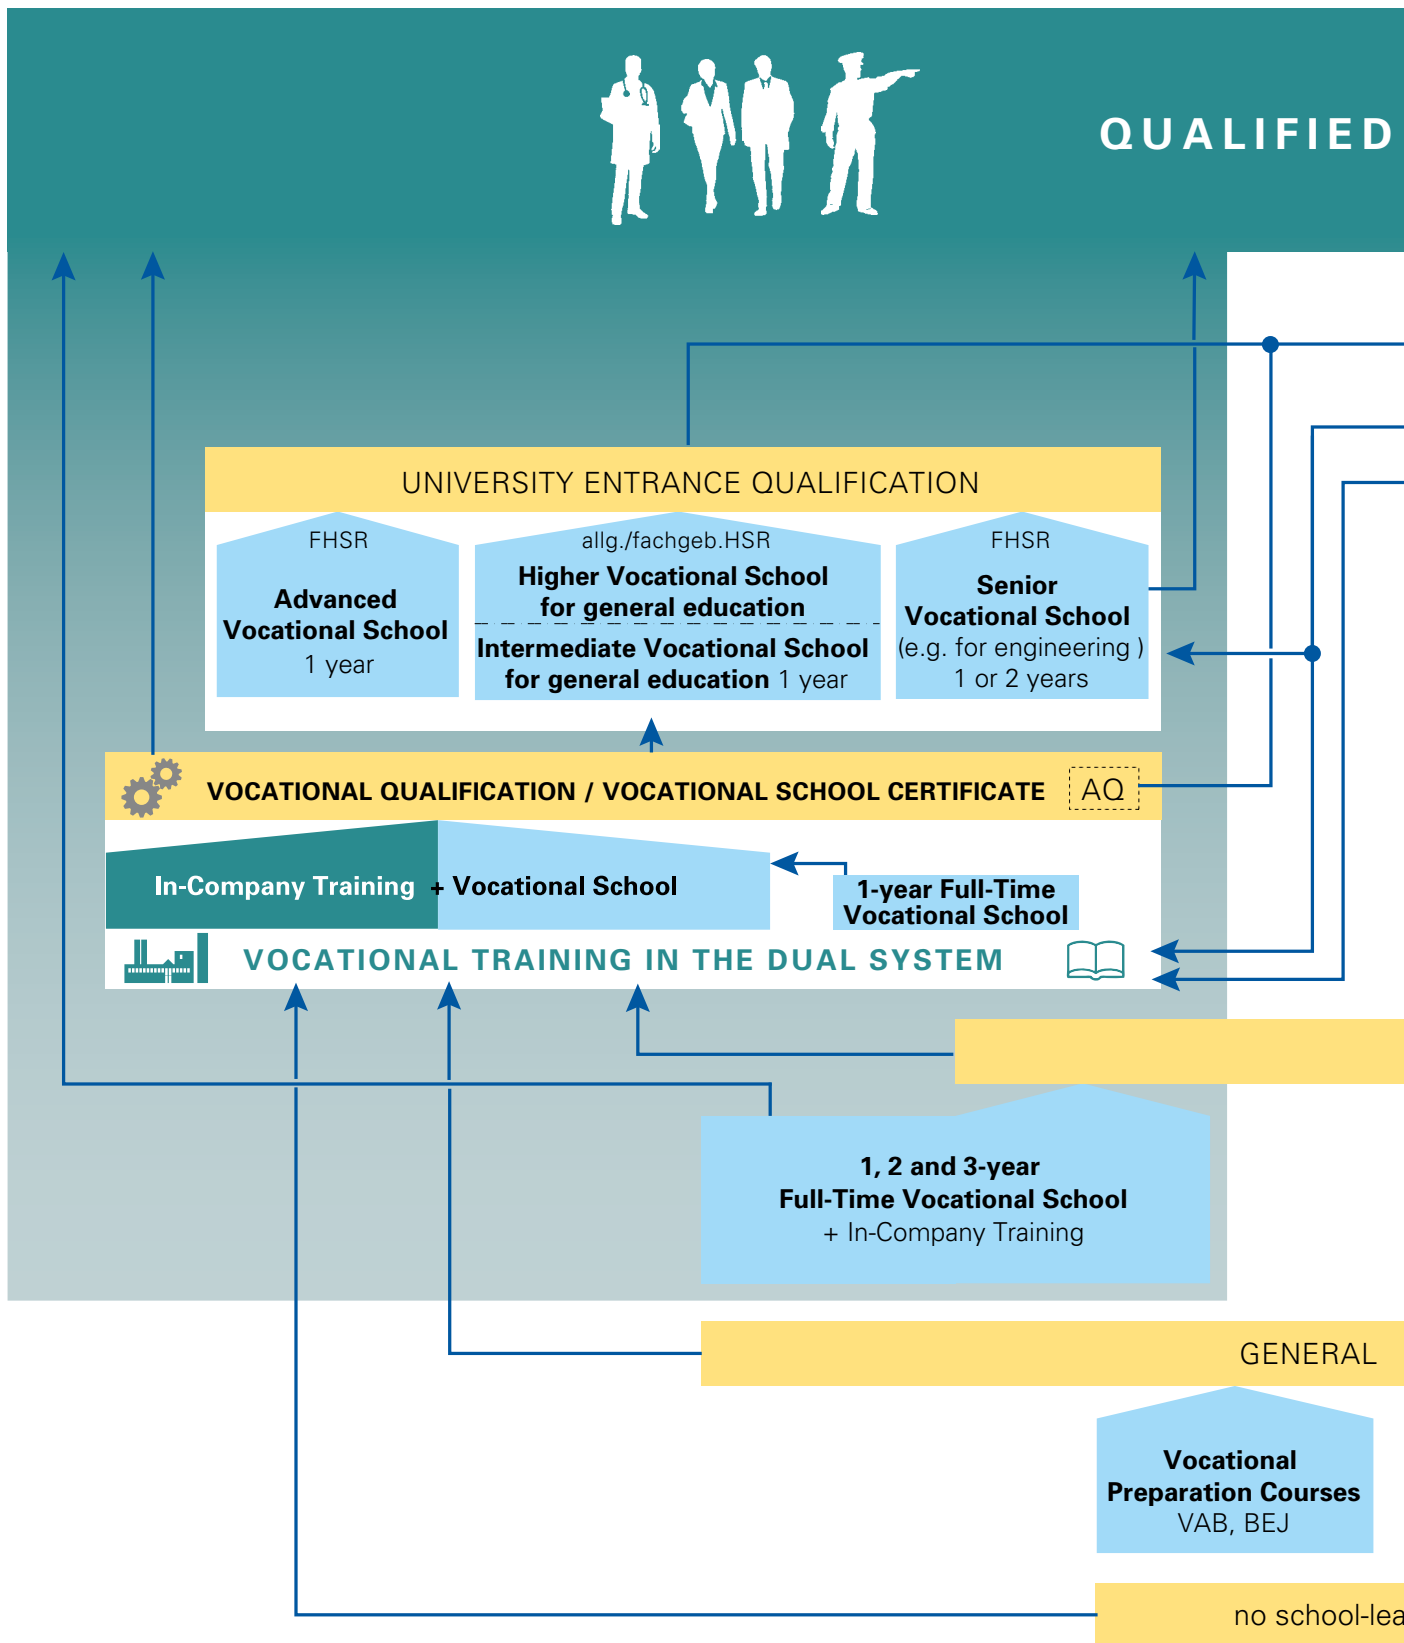 QUALIFIED
UNIVERSITY ENTRANCE QUALIFICATION
FHSR
Advanced
Vocational School
1 year
allg./fachgeb.HSR
Higher Vocational School
for general education
Intermediate Vocational School
for general education 1 year
FHSR
Senior
Vocational School
(e.g. for engineering )
1 or 2 years
VOCATIONAL QUALIFICATION / VOCATIONAL SCHOOL CERTIFICATE
AQ
In-Company Training + Vocational School
1-year Full-Time
Vocational School
VOCATIONAL TRAINING IN THE DUAL SYSTEM
1, 2 and 3-year
Full-Time Vocational School
+ In-Company Training
GENERAL
Vocational
Preparation Courses
VAB, BEJ
no school-lea